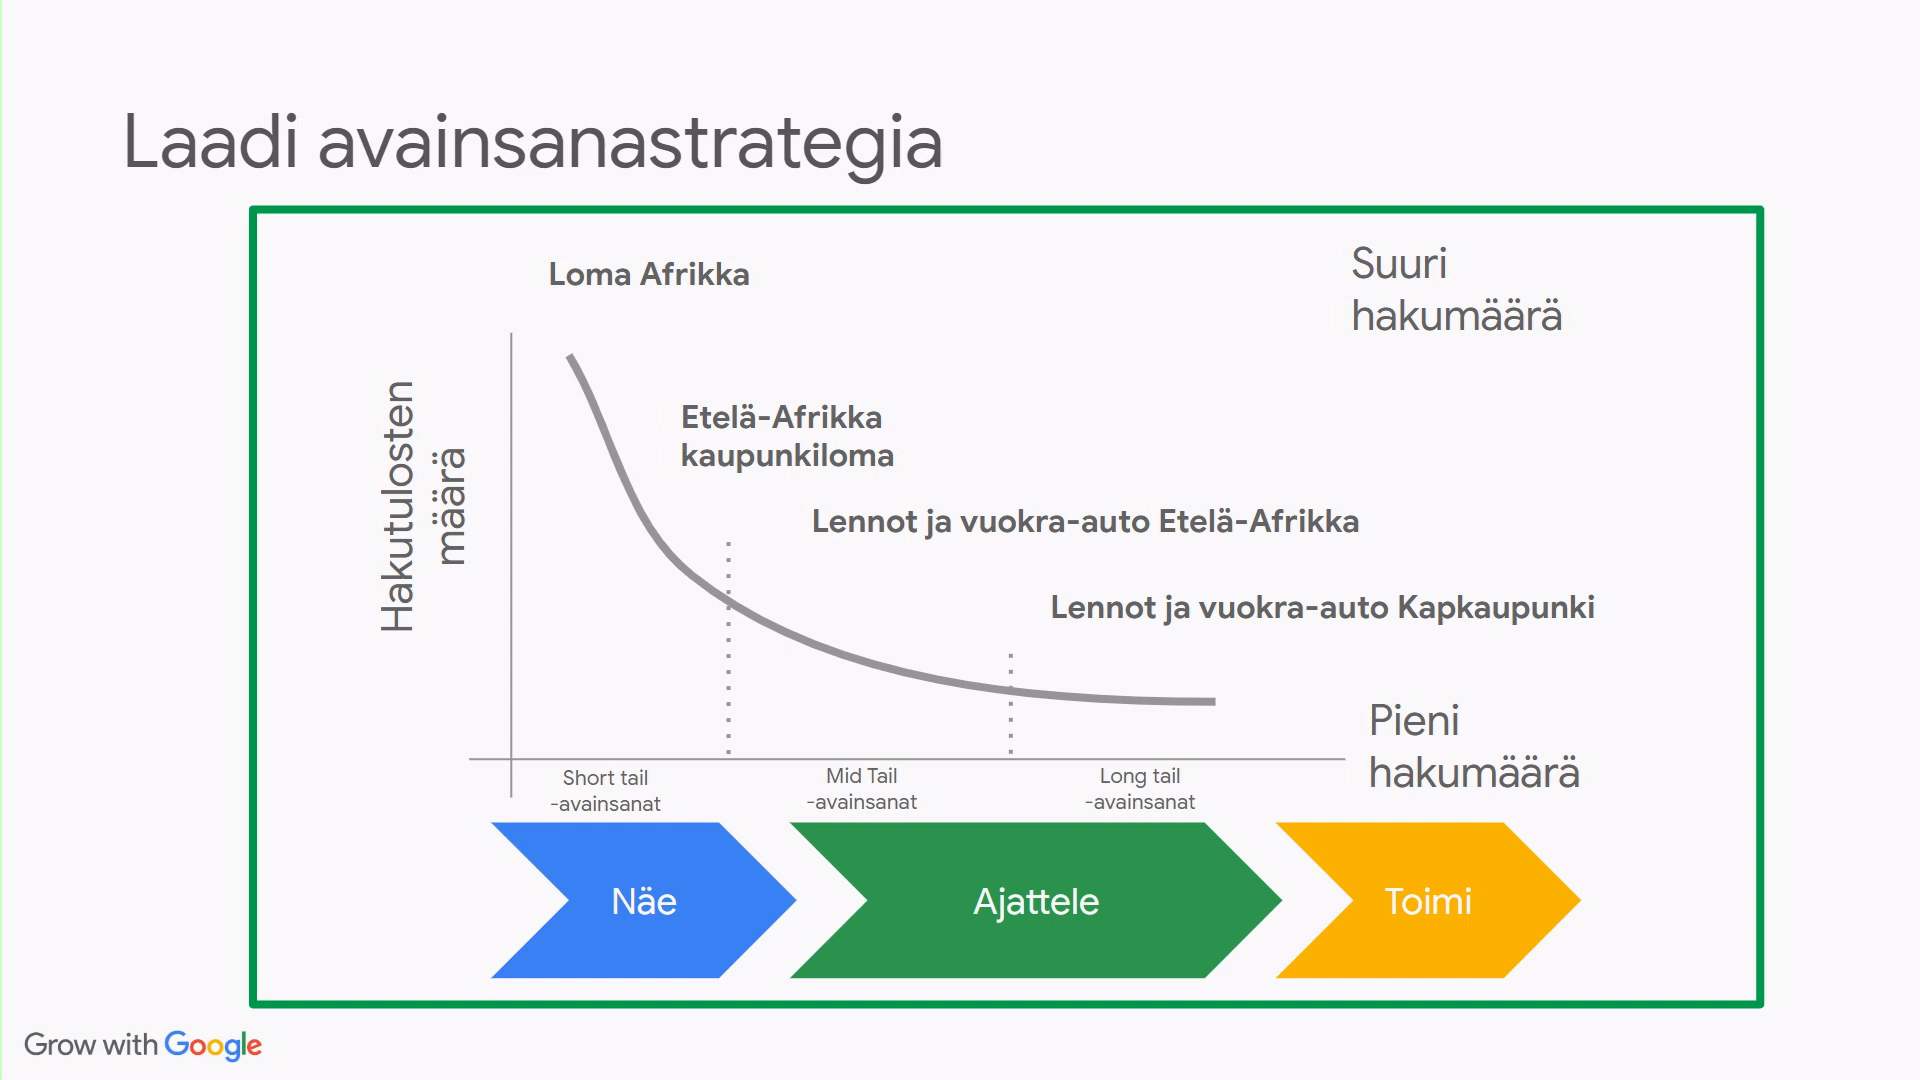 Laadi avainsanastrategia
Loma Afrikka
Suuri
hakumäärä
Hakutulosten
määrä
Etelä-Afrikka
kaupunkiloma
Lennot ja vuokra-auto Etelä-Afrikka
Lennot ja vuokra-auto Kapkaupunki
Pieni
hakumäärä
Short tail
-avainsanat
Mid Tail
-avainsanat
Long tail
-avainsanat
Näe
Ajattele
Toimi
Grow with Google